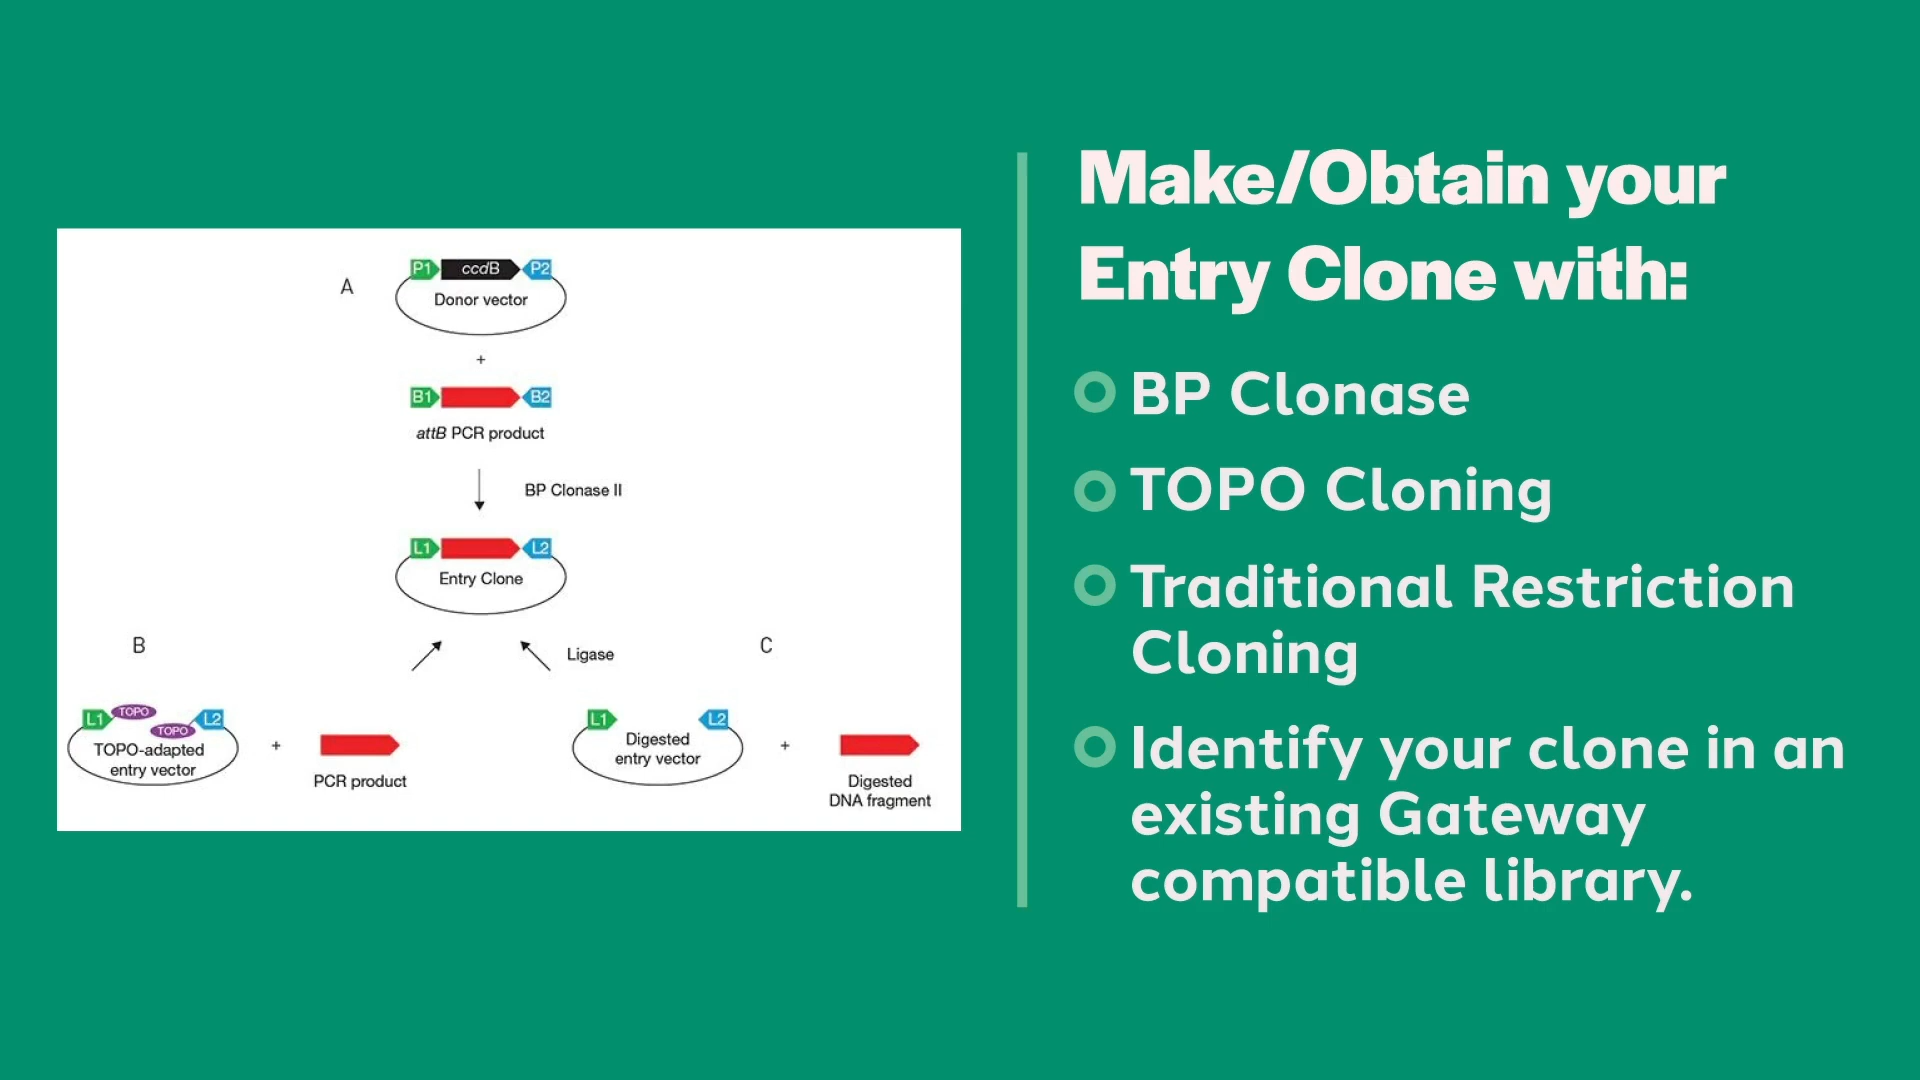 A
P1 ccdB P2
Donor vector
+
B1 B2
attB PCR product
BP Clonase II
L1 L2
Entry Clone
B
Ligase
C
L1 TOPO
TOPO L2
TOPO-adapted
entry vector
+
PCR product
L1 L2
Digested
entry vector
+
Digested
DNA fragment
Make/Obtain your
Entry Clone with:
BP Clonase
TOPO Cloning
Traditional Restriction
Cloning
Identify your clone in an
existing Gateway
compatible library.